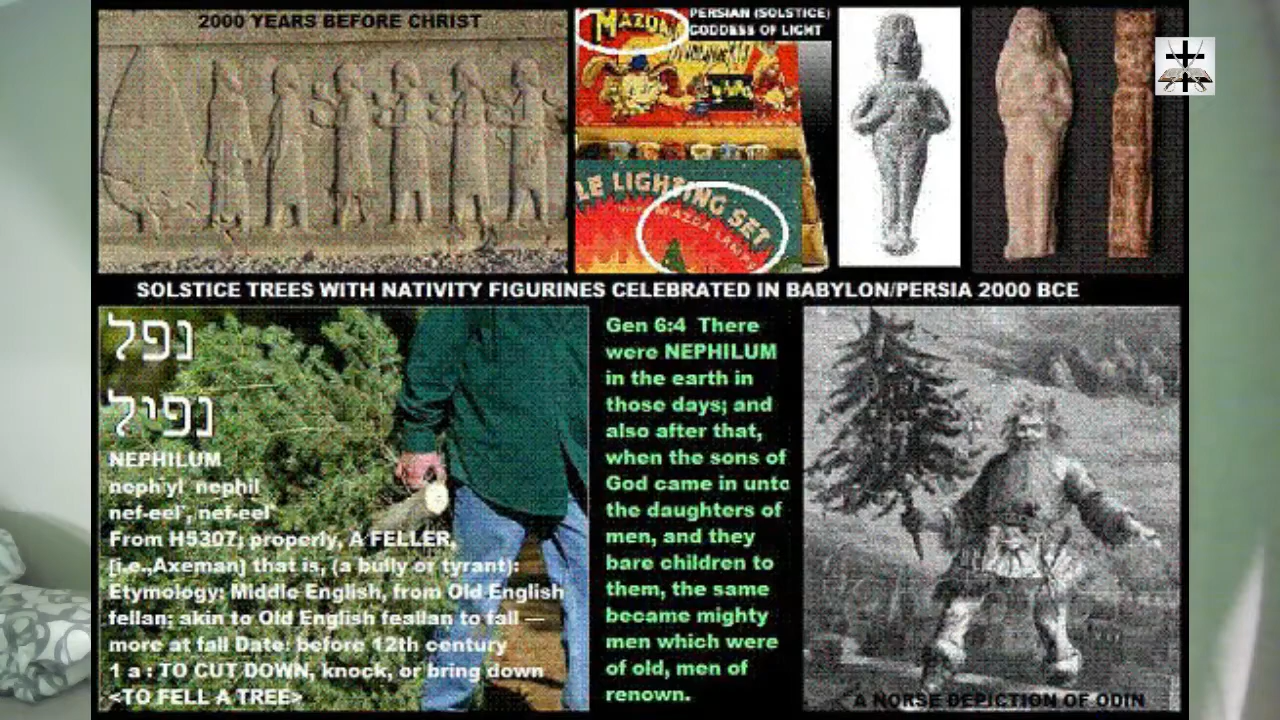 2000 YEARS BEFORE CHRIST
MAZDA
PERSIAN (SOLSTICE)
GODDESS OF LIGHT
LE LIGHTING SET
WITH MAZDA LAMPS
SOLSTICE TREES WITH NATIVITY FIGURINES CELEBRATED IN BABYLON/PERSIA 2000 BCE
נפל
נפיל
NEPHILUM
nephîyl nephil
nef-eel', nef-eel'
From H5307; properly, A FELLER,
[i.e.,Axeman] that is, (a bully or tyrant):
Etymology: Middle English, from Old English
fellan; akin to Old English feallan to fall —
more at fall Date: before 12th century
1 a : TO CUT DOWN, knock, or bring down
<TO FELL A TREE>
Gen 6:4 There
were NEPHILUM
in the earth in
those days; and
also after that,
when the sons of
God came in unto
the daughters of
men, and they
bare children to
them, the same
became mighty
men which were
of old, men of
renown.
A NORSE DEPICTION OF ODIN